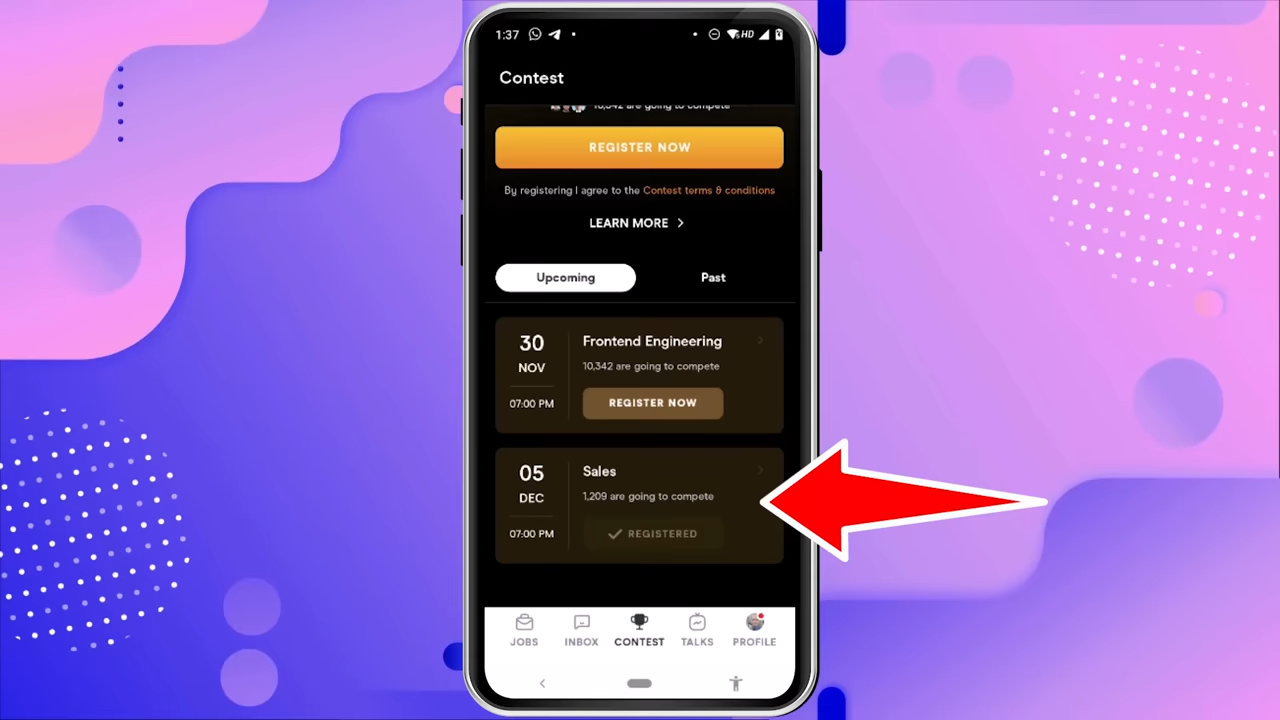 1:37
HD
Contest
10,342 are going to compete
REGISTER NOW
By registering I agree to the Contest terms & conditions
LEARN MORE >
Upcoming
Past
30
NOV
07:00 PM
Frontend Engineering
10,342 are going to compete
REGISTER NOW
05
DEC
07:00 PM
Sales
1,209 are going to compete
REGISTERED
JOBS
INBOX
CONTEST
TALKS
PROFILE